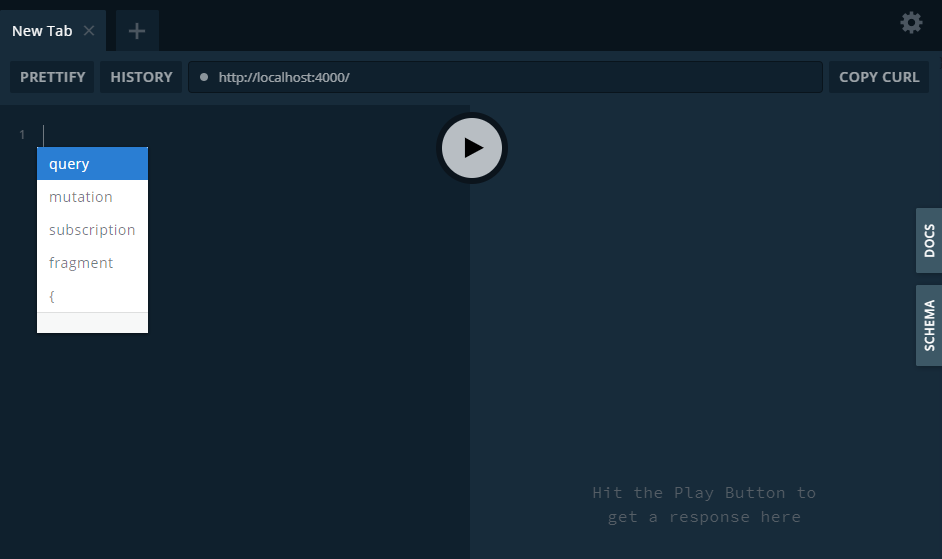 New Tab
PRETTIFY HISTORY http://localhost:4000/ COPY CURL
1
query
mutation
subscription
fragment
{
DOCS
SCHEMA
Hit the Play Button to
get a response here